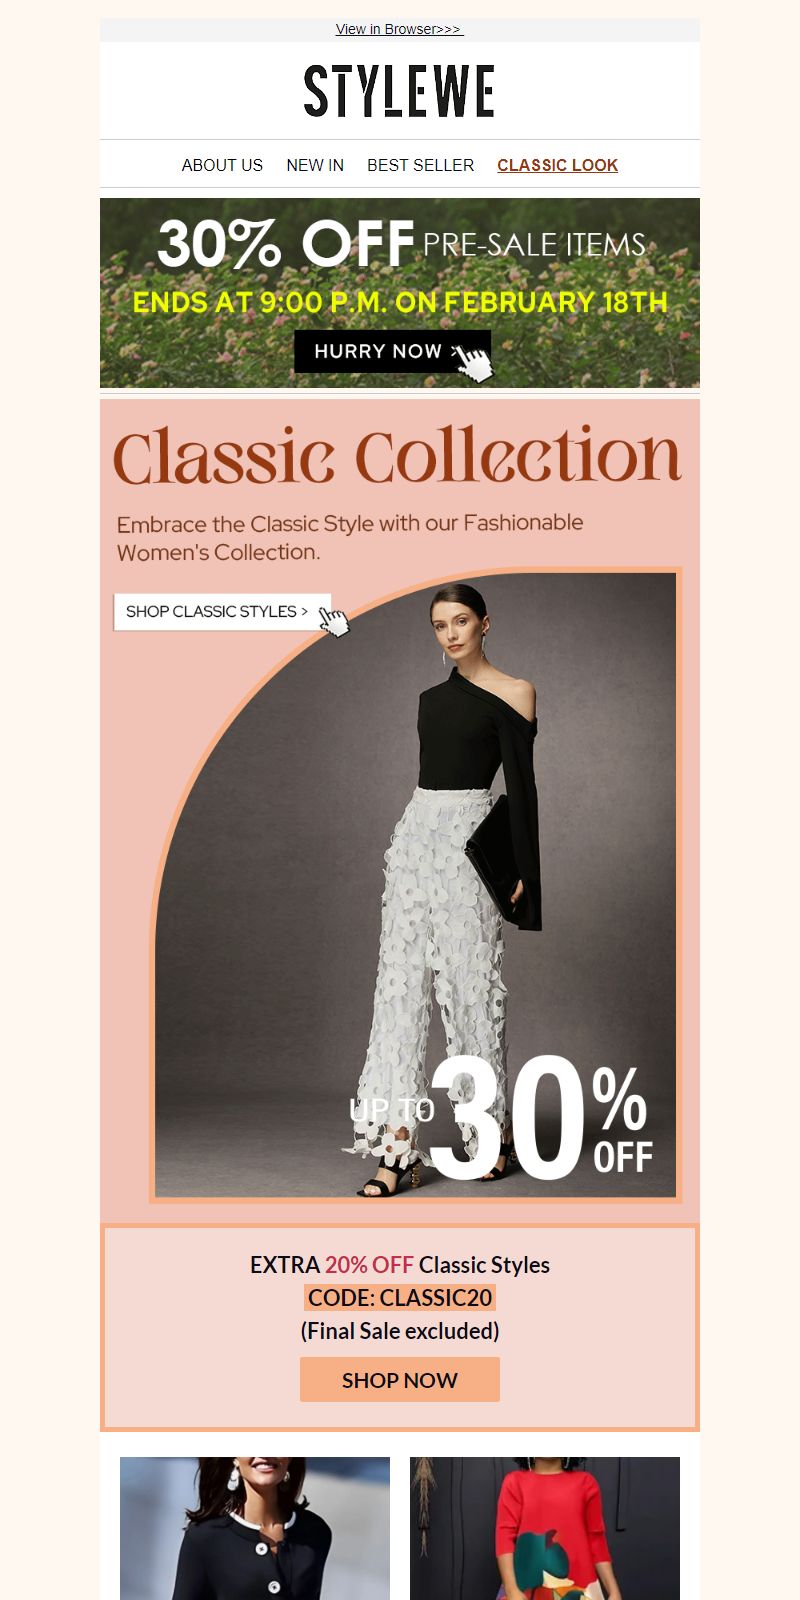 View in Browser>>>
STYLEWE
ABOUT US NEW IN BEST SELLER CLASSIC LOOK
30% OFF PRE-SALE ITEMS
ENDS AT 9:00 P.M. ON FEBRUARY 18TH
HURRY NOW >
Classic Collection
Embrace the Classic Style with our Fashionable
Women's Collection.
SHOP CLASSIC STYLES >
UP TO 30% OFF
EXTRA 20% OFF Classic Styles
CODE: CLASSIC20
(Final Sale excluded)
SHOP NOW